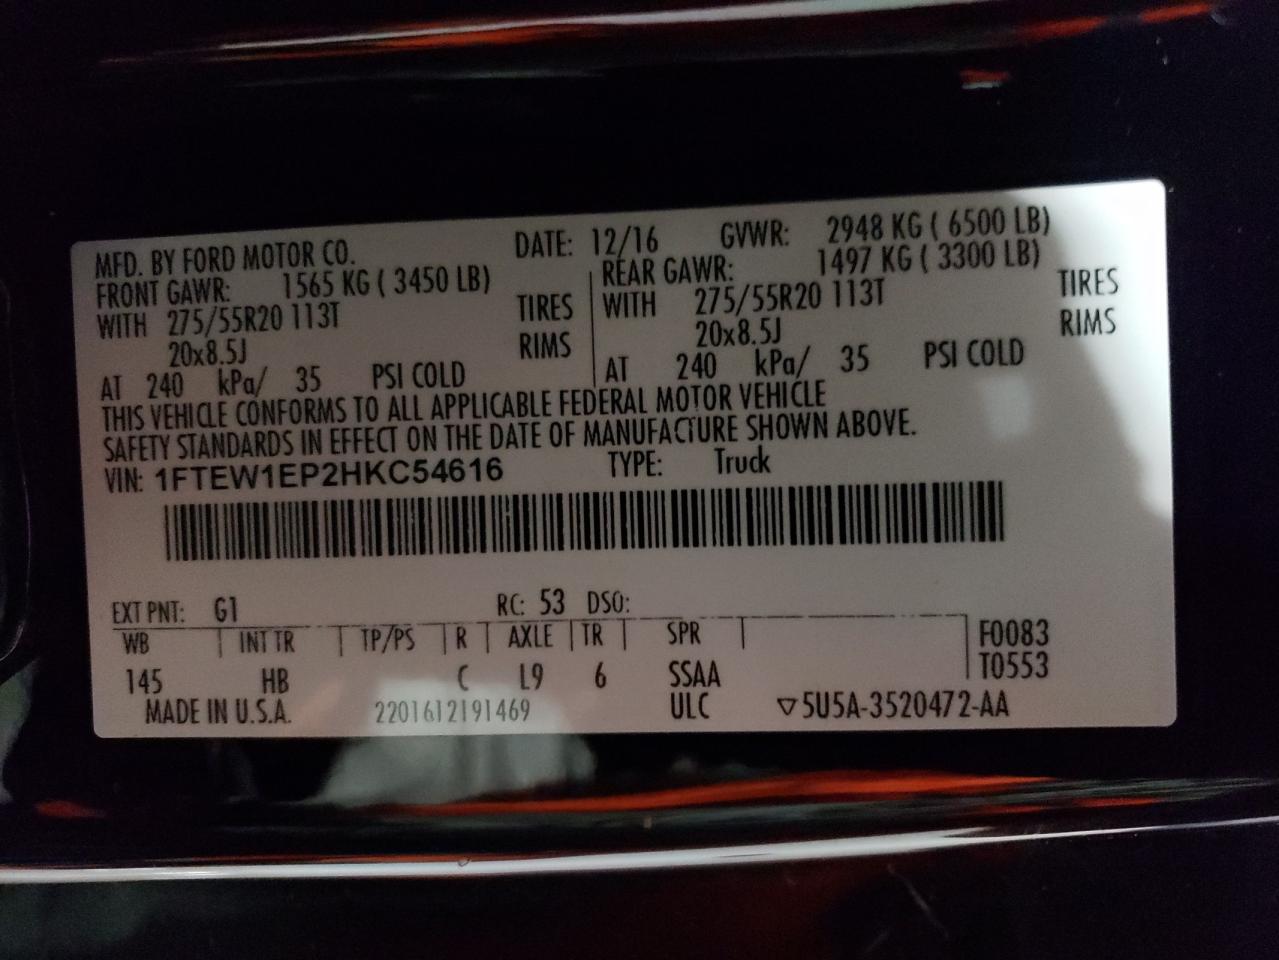 MFD. BY FORD MOTOR CO. DATE: 12/16 GVWR: 2948 KG ( 6500 LB)
FRONT GAWR: 1565 KG ( 3450 LB) REAR GAWR: 1497 KG ( 3300 LB)
WITH 275/55R20 113T TIRES WITH 275/55R20 113T TIRES
20x8.5J RIMS 20x8.5J RIMS
AT 240 kPa/ 35 PSI COLD AT 240 kPa/ 35 PSI COLD
THIS VEHICLE CONFORMS TO ALL APPLICABLE FEDERAL MOTOR VEHICLE
SAFETY STANDARDS IN EFFECT ON THE DATE OF MANUFACTURE SHOWN ABOVE.
VIN: 1FTEW1EP2HKC54616 TYPE: Truck
EXT PNT: G1 RC: 53 DSO:
WB INT TR TP/PS R AXLE TR SPR F0083
145 HB C L9 6 SSAA T0553
MADE IN U.S.A. 2201612191469 ULC ▽5U5A-3520472-AA